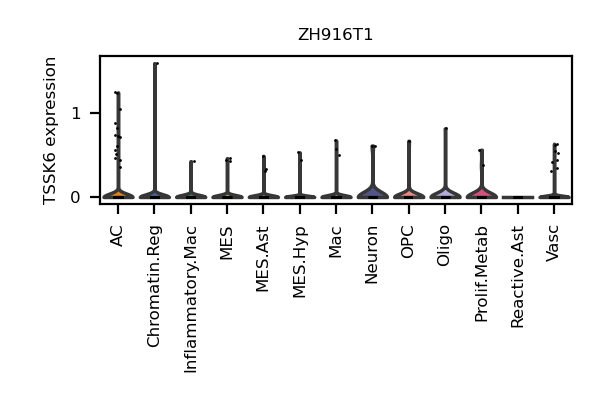 ZH916T1
TSSK6 expression
1
0
AC
Chromatin.Reg
Inflammatory.Mac
MES
MES.Ast
MES.Hyp
Mac
Neuron
OPC
Oligo
Prolif.Metab
Reactive.Ast
Vasc